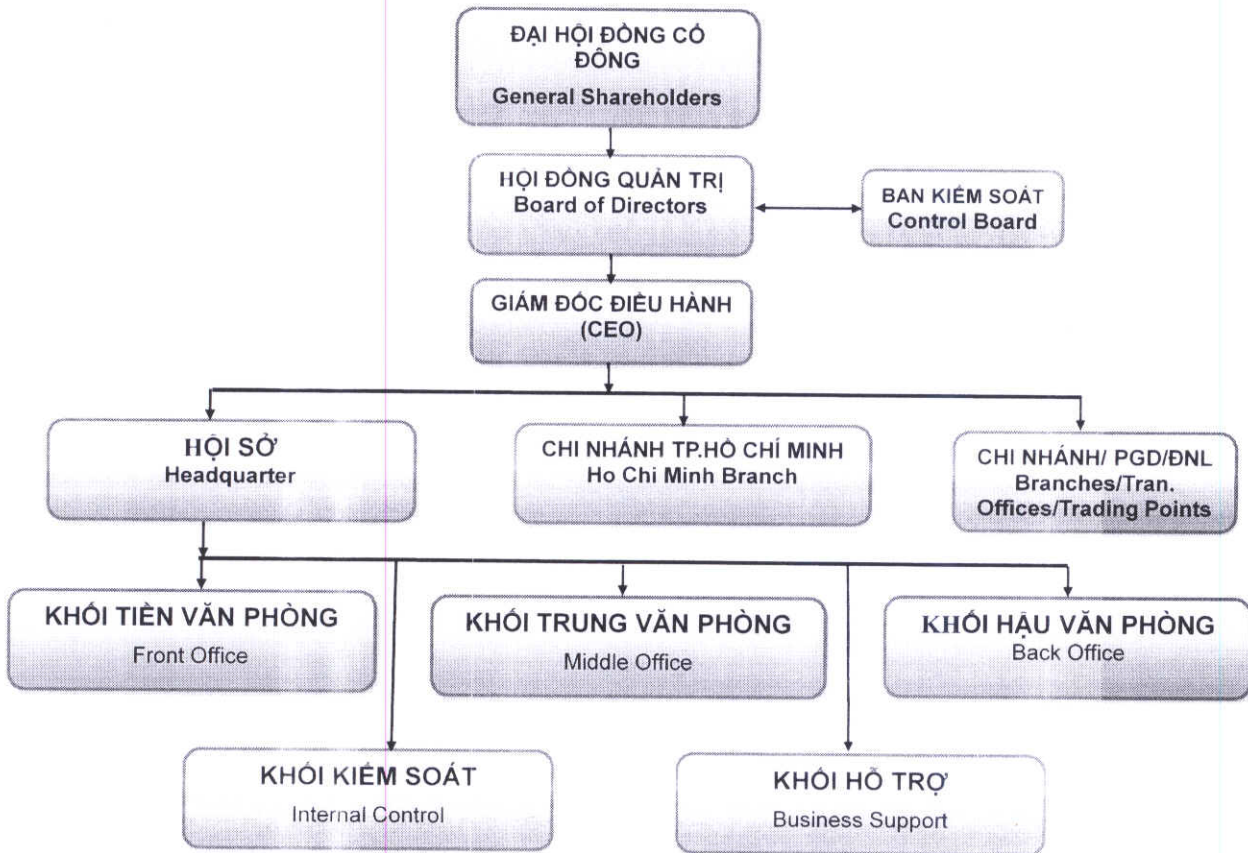 ĐẠI HỘI ĐỒNG CỔ
ĐÔNG
General Shareholders
HỘI ĐỒNG QUẢN TRỊ
Board of Directors
BAN KIỂM SOÁT
Control Board
GIÁM ĐỐC ĐIỀU HÀNH
(CEO)
HỘI SỞ
Headquarter
CHI NHÁNH TP.HỒ CHÍ MINH
Ho Chi Minh Branch
CHI NHÁNH/ PGD/ĐNL
Branches/Tran.
Offices/Trading Points
KHỐI TIỀN VĂN PHÒNG
Front Office
KHỐI TRUNG VĂN PHÒNG
Middle Office
KHỐI HẬU VĂN PHÒNG
Back Office
KHỐI KIỂM SOÁT
Internal Control
KHỐI HỖ TRỢ
Business Support